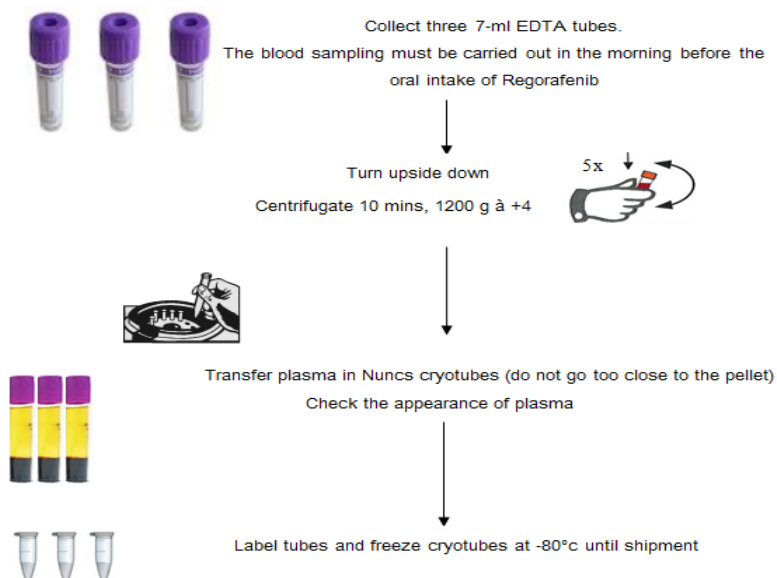 Collect three 7-ml EDTA tubes.
The blood sampling must be carried out in the morning before the
oral intake of Regorafenib
Turn upside down
5x
Centrifugate 10 mins, 1200 g à +4
Transfer plasma in Nuncs cryotubes (do not go too close to the pellet)
Check the appearance of plasma
Label tubes and freeze cryotubes at -80°c until shipment